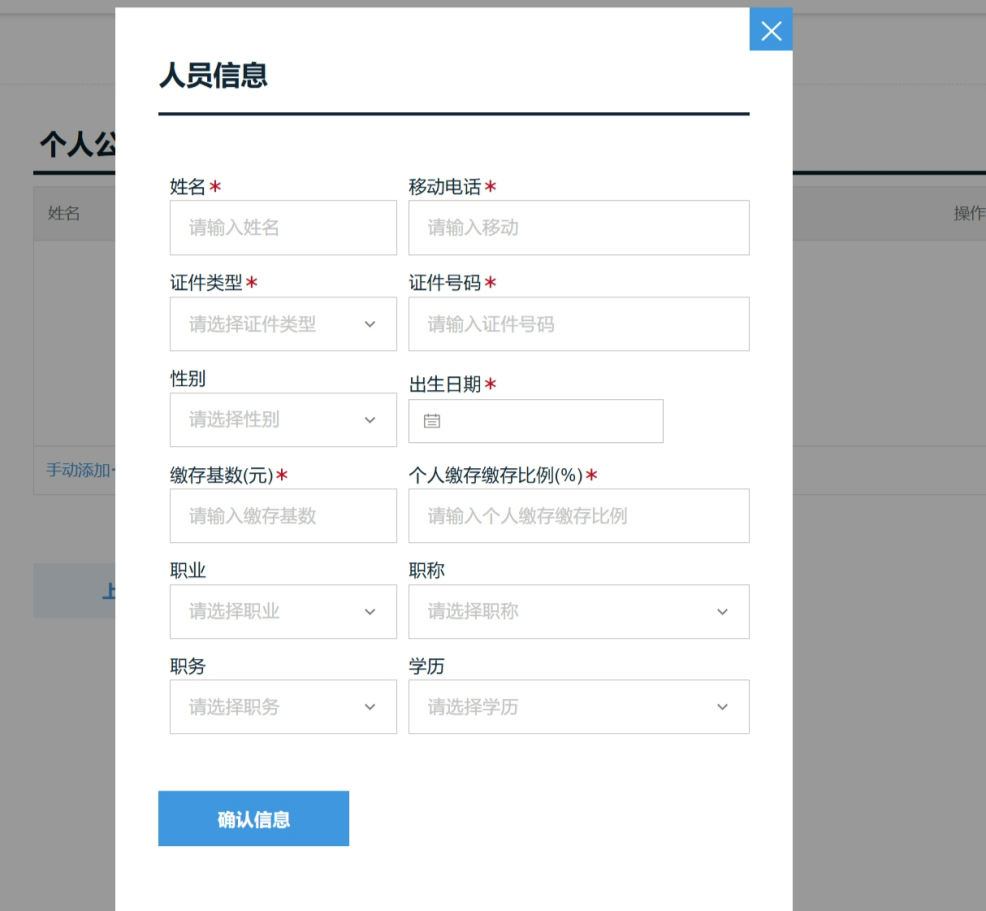 人员信息
个人公
姓名
操作
姓名*
移动电话*
请输入姓名
请输入移动
证件类型*
证件号码*
请选择证件类型
请输入证件号码
性别
出生日期*
请选择性别
手动添加
缴存基数(元)*
个人缴存缴存比例(%)*
请输入缴存基数
请输入个人缴存缴存比例
职业
职称
上
请选择职业
请选择职称
职务
学历
请选择职务
请选择学历
确认信息